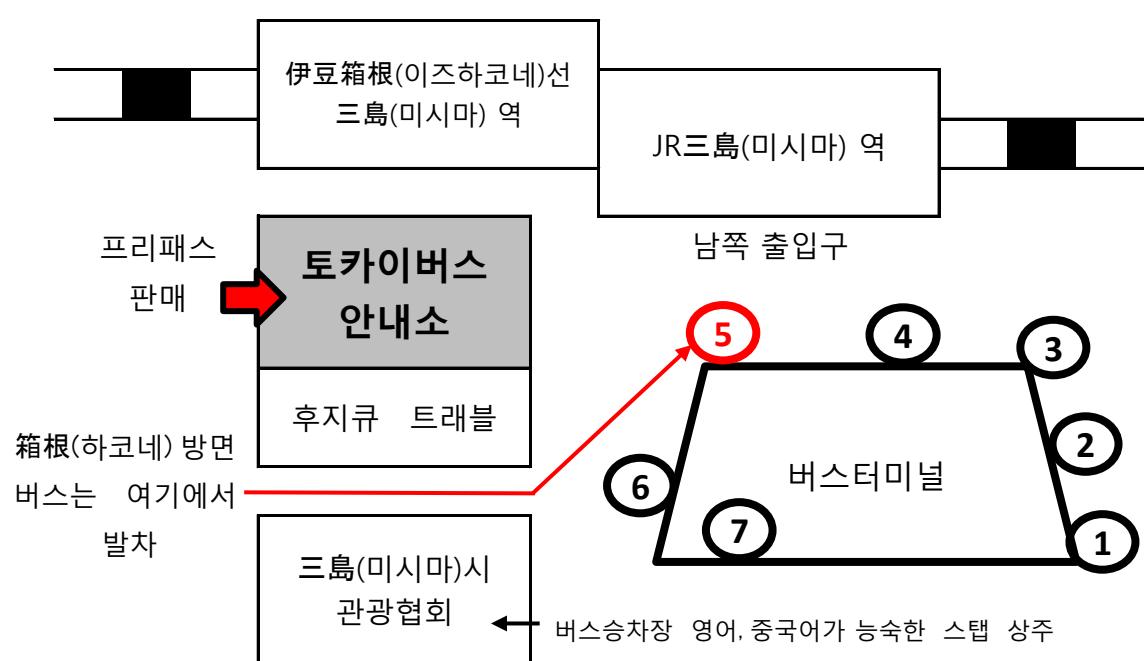 伊豆箱根(이즈하코네)선
三島(미시마) 역
JR三島(미시마) 역
남쪽 출입구
프리패스
판매
토카이버스
안내소
후지큐 트래블
箱根(하코네) 방면
버스는 여기에서
발차
5
4
3
2
1
6
7
버스터미널
三島(미시마)시
관광협회
버스승차장 영어, 중국어가 능숙한 스탭 상주